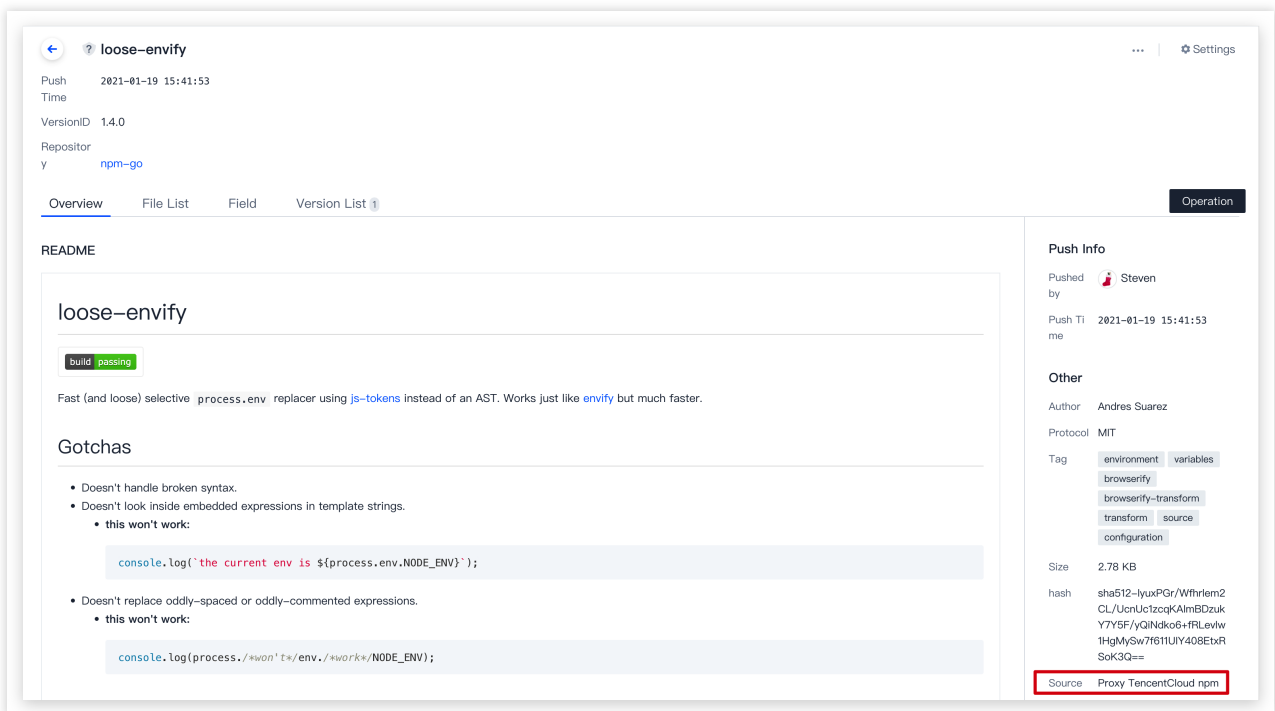 loose-envify
... Settings
Push Time 2021-01-19 15:41:53
VersionID 1.4.0
Repository npm-go
Overview File List Field Version List 1 Operation
README
loose-envify
build passing
Fast (and loose) selective process.env replacer using js-tokens instead of an AST. Works just like envify but much faster.
Gotchas
• Doesn't handle broken syntax.
• Doesn't look inside embedded expressions in template strings.
• this won't work:
console.log(`the current env is ${process.env.NODE_ENV}`);
• Doesn't replace oddly-spaced or oddly-commented expressions.
• this won't work:
console.log(process./*won't*/env./*work*/NODE_ENV);
Push Info
Pushed by Steven
Push Time 2021-01-19 15:41:53
Other
Author Andres Suarez
Protocol MIT
Tag environment variables
browserify
browserify-transform
transform source
configuration
Size 2.78 KB
hash sha512-lyuxPGr/Wfhrlem2
CL/UcnUc1zcqKAlmBDzuk
Y7Y5F/yQiNdko6+fRLevlw
1HgMySw7f611UIY408EtxR
SoK3Q==
Source Proxy TencentCloud npm